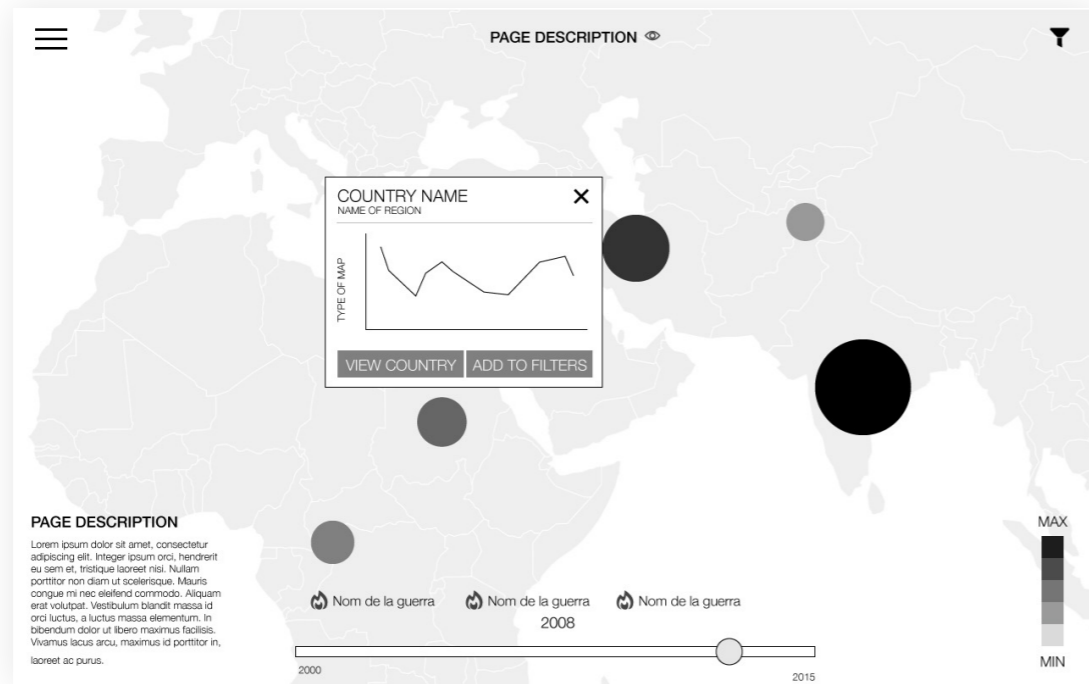 PAGE DESCRIPTION
COUNTRY NAME
NAME OF REGION
TYPE OF MAP
VIEW COUNTRY
ADD TO FILTERS
PAGE DESCRIPTION
Lorem ipsum dolor sit amet, consectetur
adipiscing elit. Integer ipsum orci, hendrerit
eu sem et, tristique laoreet nisi. Nullam
porttitor non diam ut scelerisque. Mauris
congue mi nec eleifend commodo. Aliquam
erat volutpat. Vestibulum blandit massa id
orci luctus, a luctus massa elementum. In
bibendum dolor ut libero maximus facilisis.
Vivamus lacus arcu, maximus id porttitor in,
laoreet ac purus.
Nom de la guerra
Nom de la guerra
Nom de la guerra
2008
2000
2015
MAX
MIN